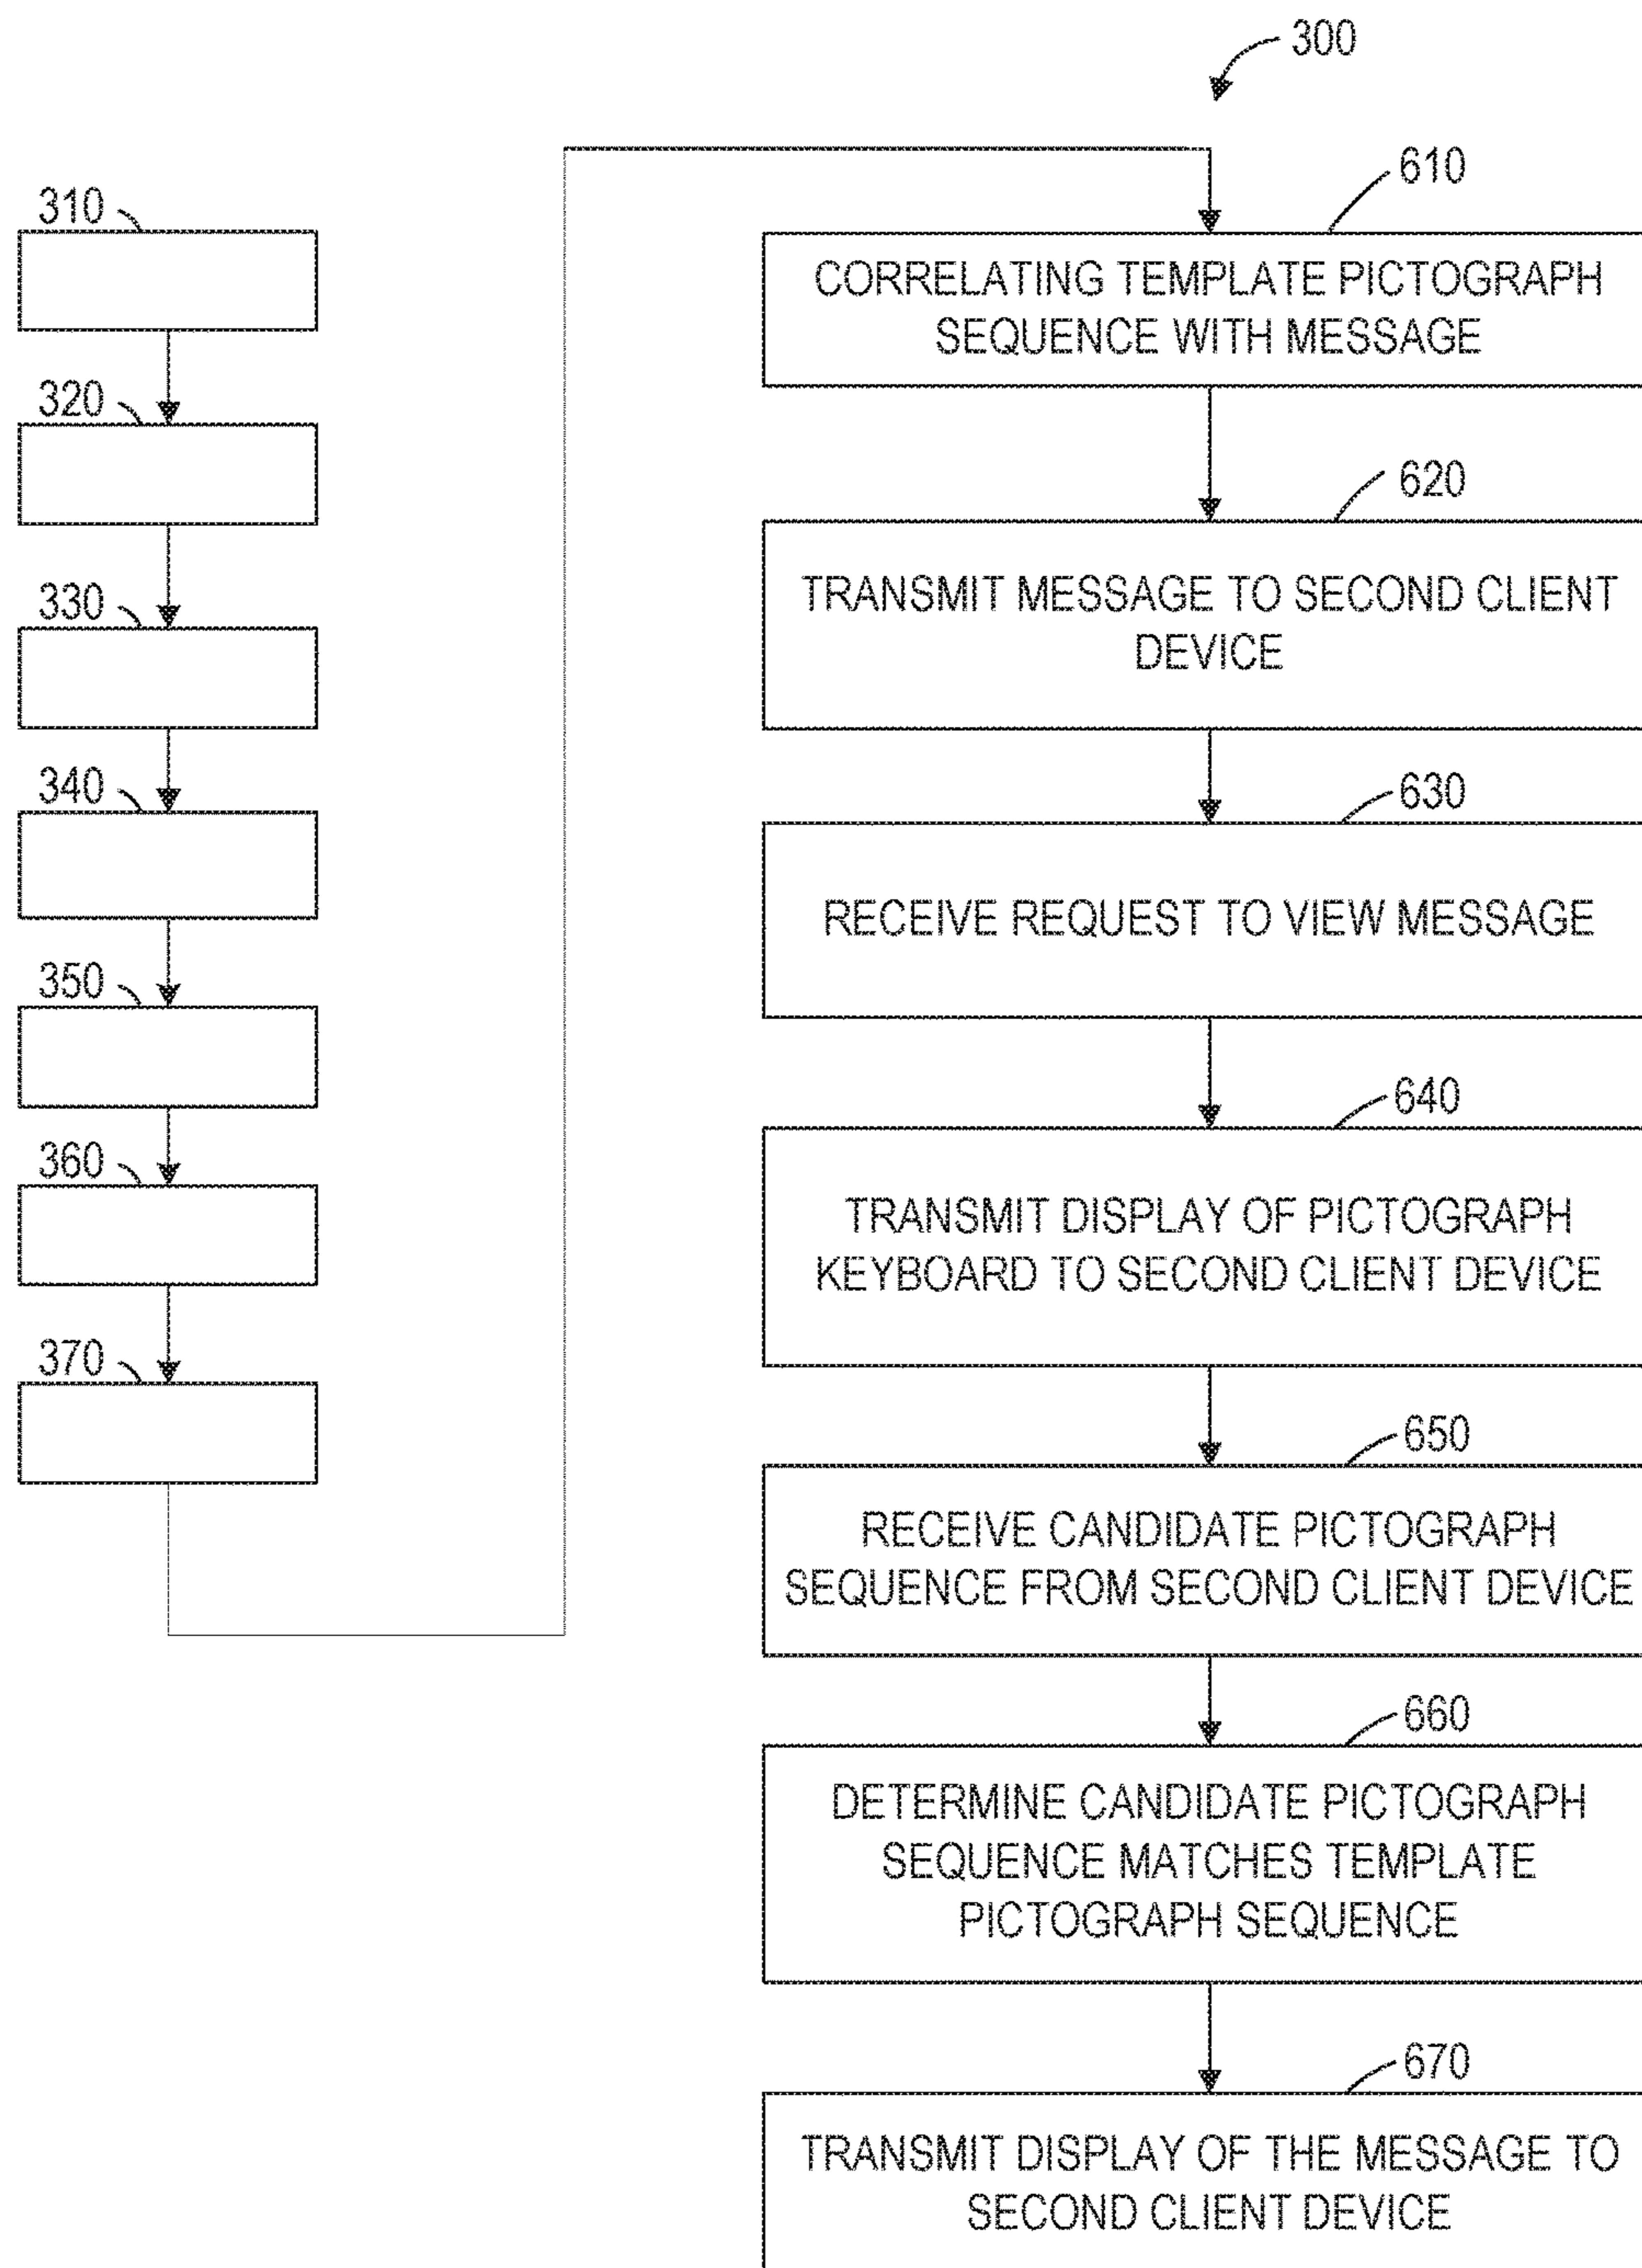 300
310
320
330
340
350
360
370
610
CORRELATING TEMPLATE PICTOGRAPH
SEQUENCE WITH MESSAGE
620
TRANSMIT MESSAGE TO SECOND CLIENT
DEVICE
630
RECEIVE REQUEST TO VIEW MESSAGE
640
TRANSMIT DISPLAY OF PICTOGRAPH
KEYBOARD TO SECOND CLIENT DEVICE
650
RECEIVE CANDIDATE PICTOGRAPH
SEQUENCE FROM SECOND CLIENT DEVICE
660
DETERMINE CANDIDATE PICTOGRAPH
SEQUENCE MATCHES TEMPLATE
PICTOGRAPH SEQUENCE
670
TRANSMIT DISPLAY OF THE MESSAGE TO
SECOND CLIENT DEVICE